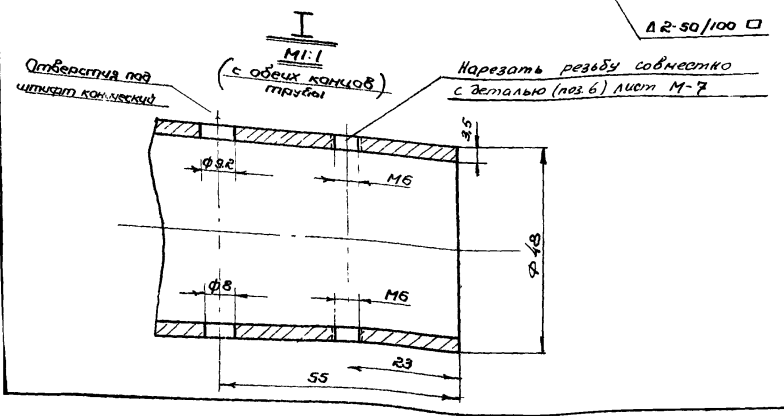 I
М1:1
(с обеих концов)
трубы
Δ2-50/100 □
Отверстия под
штифт конический
Нарезать резьбу совместно
с деталью (поз. 6) лист М-7
3,5
ф9.2
М6
ф48
ф8
М6
23
55